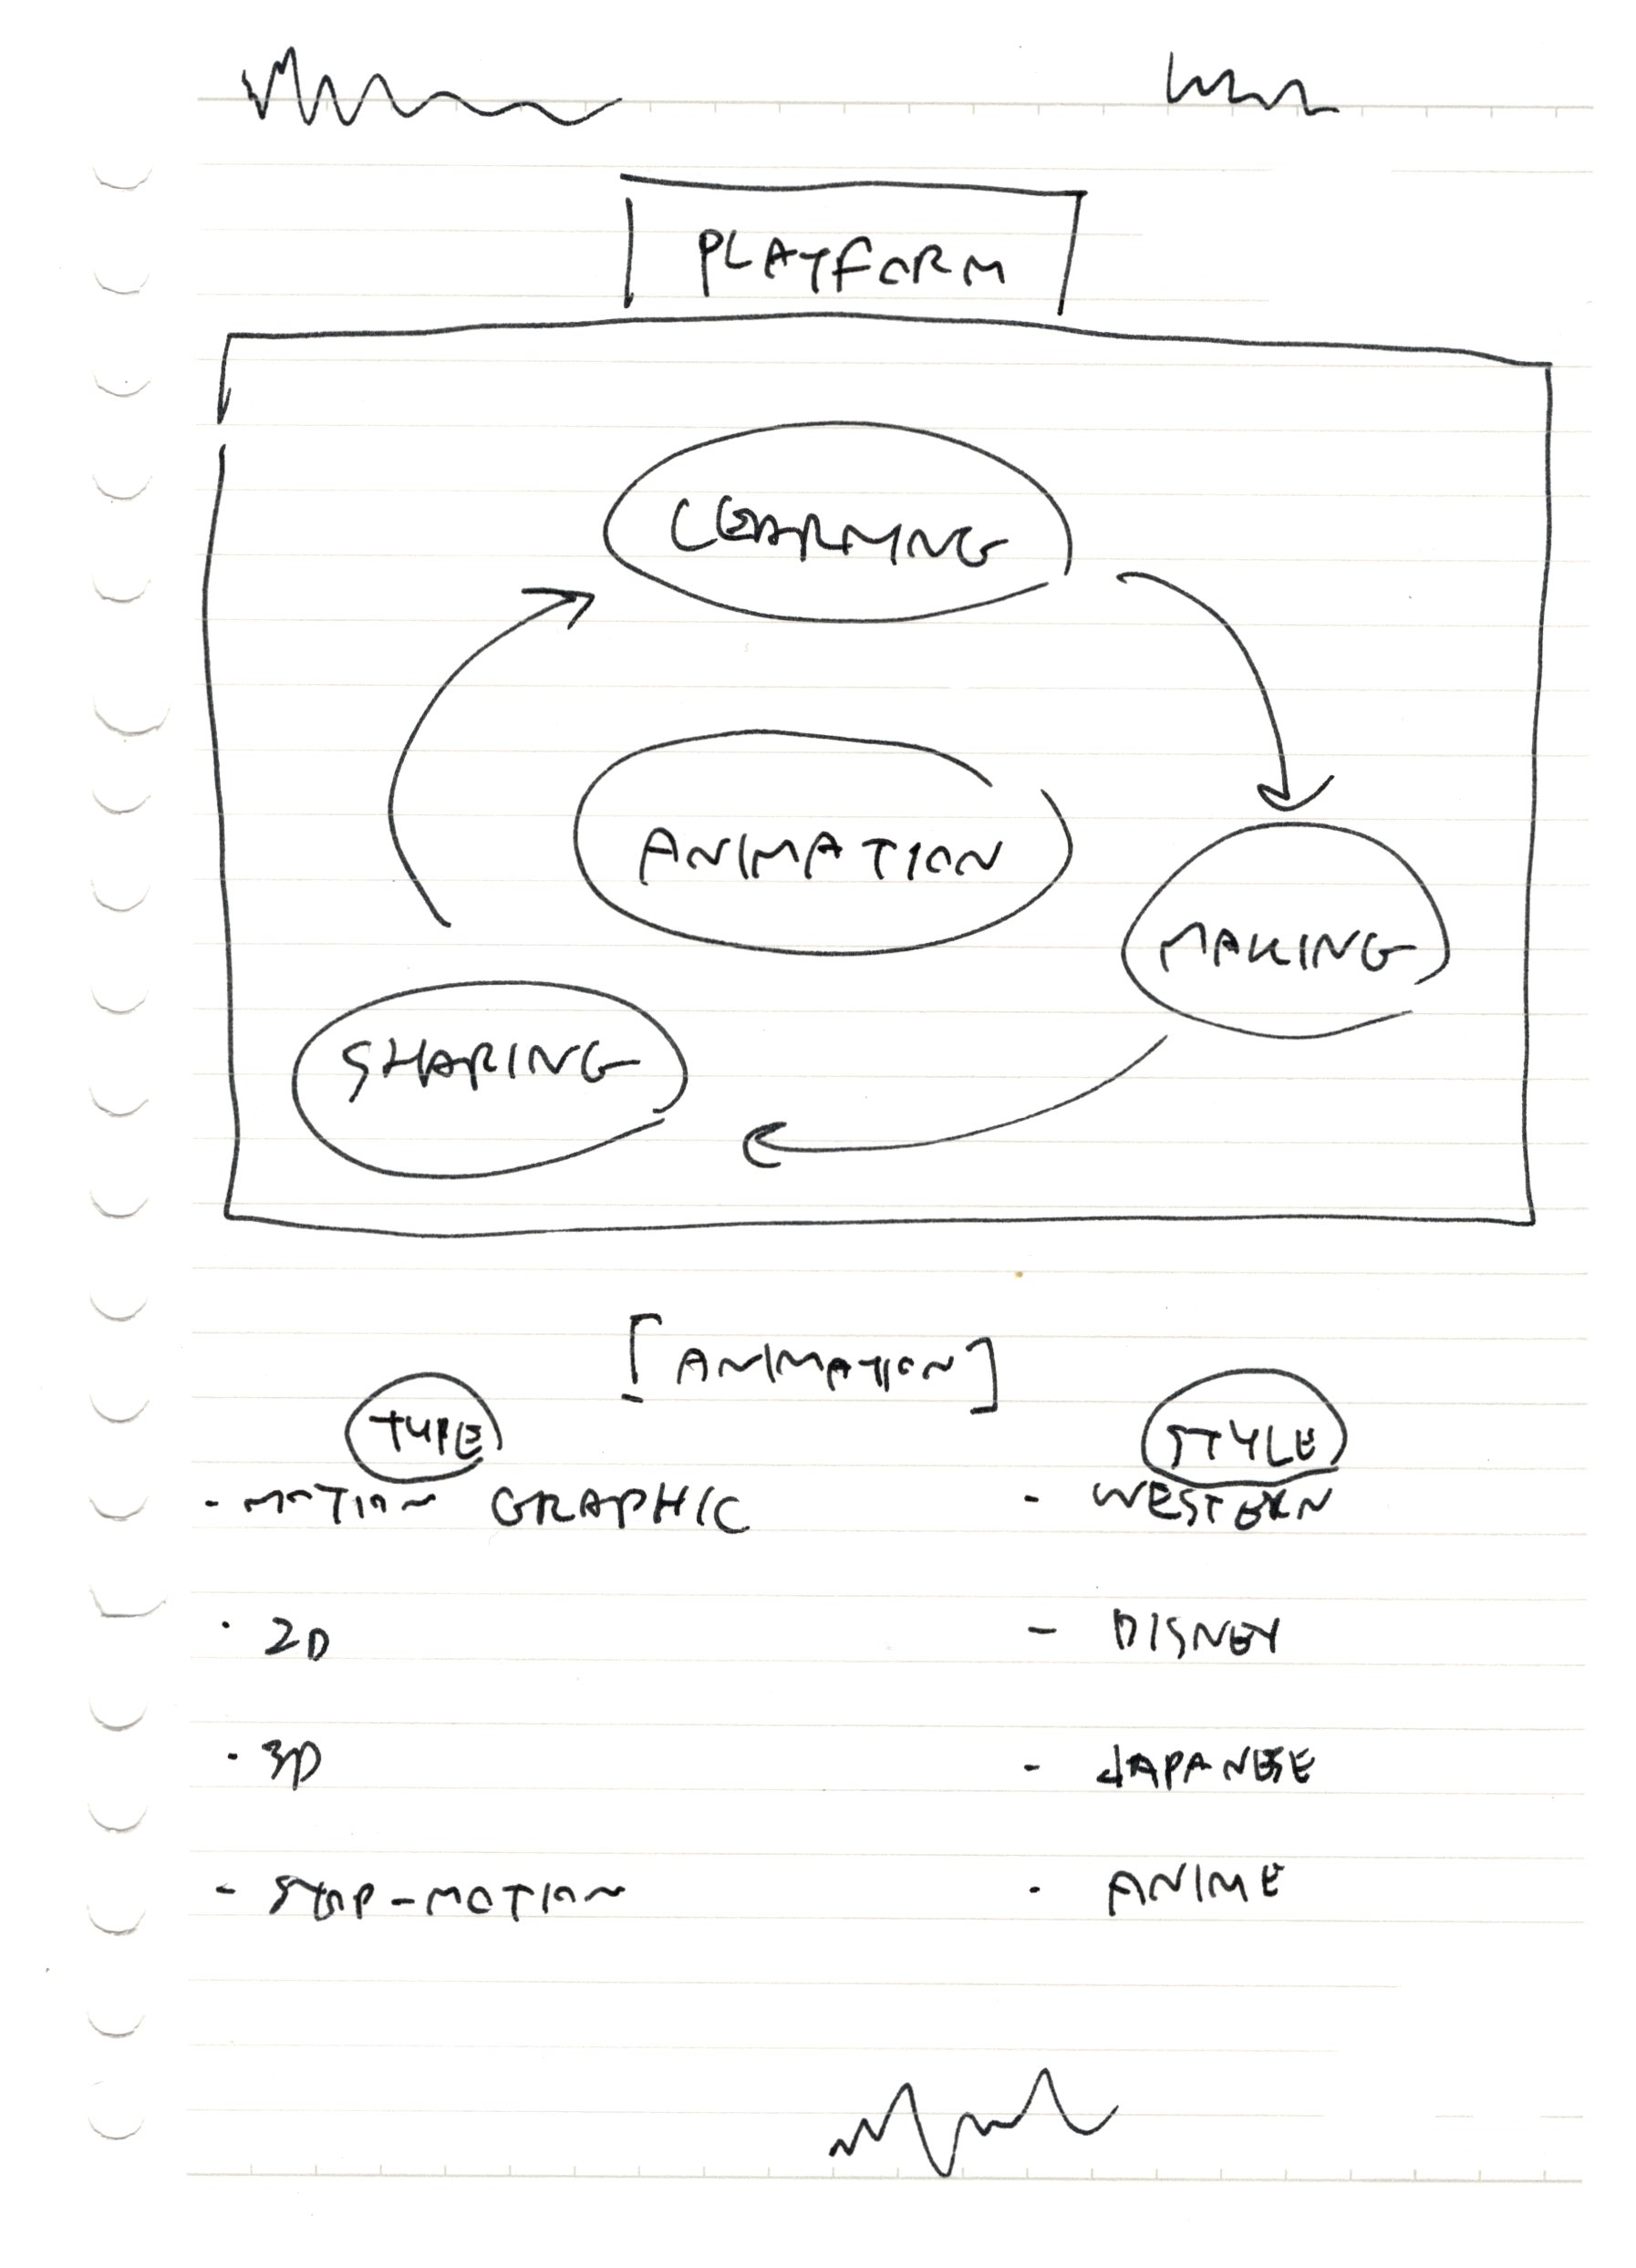 PLATFORM
LEARNING
ANIMATION
MAKING
SHARING
[ANIMATION]
TYPE STYLE
- MOTION GRAPHIC - WESTERN
· 2D - DISNEY
· 3D - JAPANESE
- STOP-MOTION - ANIME